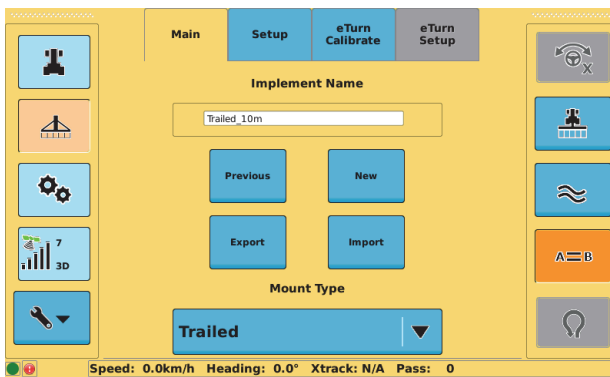 Main
Setup
eTurn
Calibrate
eTurn
Setup
Implement Name
Trailed_10m
Previous
New
Export
Import
Mount Type
Trailed
7
3D
X
A=B
Speed: 0.0km/h Heading: 0.0° Xtrack: N/A Pass: 0